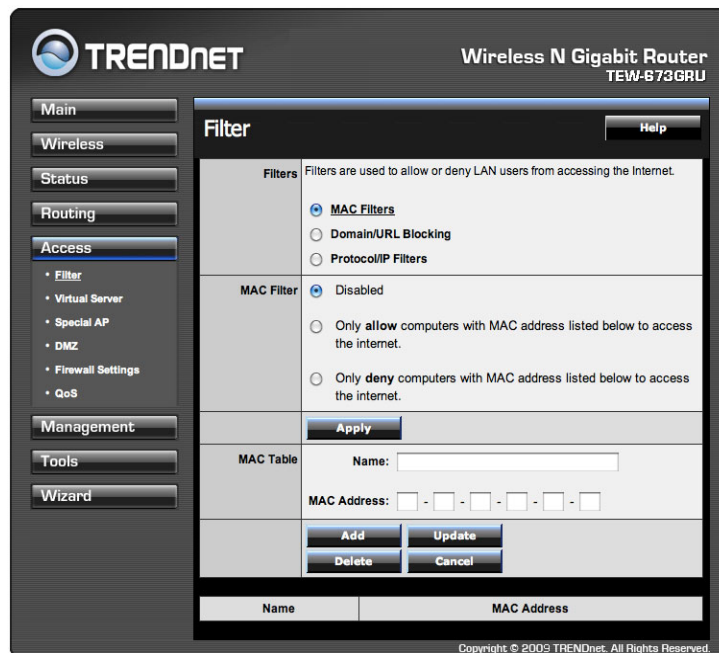 TRENDNET
Wireless N Gigabit Router
TEW-673GRU
Main
Wireless
Status
Routing
Access
• Filter
• Virtual Server
• Special AP
• DMZ
• Firewall Settings
• QoS
Management
Tools
Wizard
Filter
Help
Filters
Filters are used to allow or deny LAN users from accessing the Internet.
MAC Filters
Domain/URL Blocking
Protocol/IP Filters
MAC Filter
Disabled
Only allow computers with MAC address listed below to access
the internet.
Only deny computers with MAC address listed below to access
the internet.
Apply
MAC Table
Name:
MAC Address: - - - - -
Add
Update
Delete
Cancel
Name
MAC Address
Copyright © 2009 TRENDnet. All Rights Reserved.